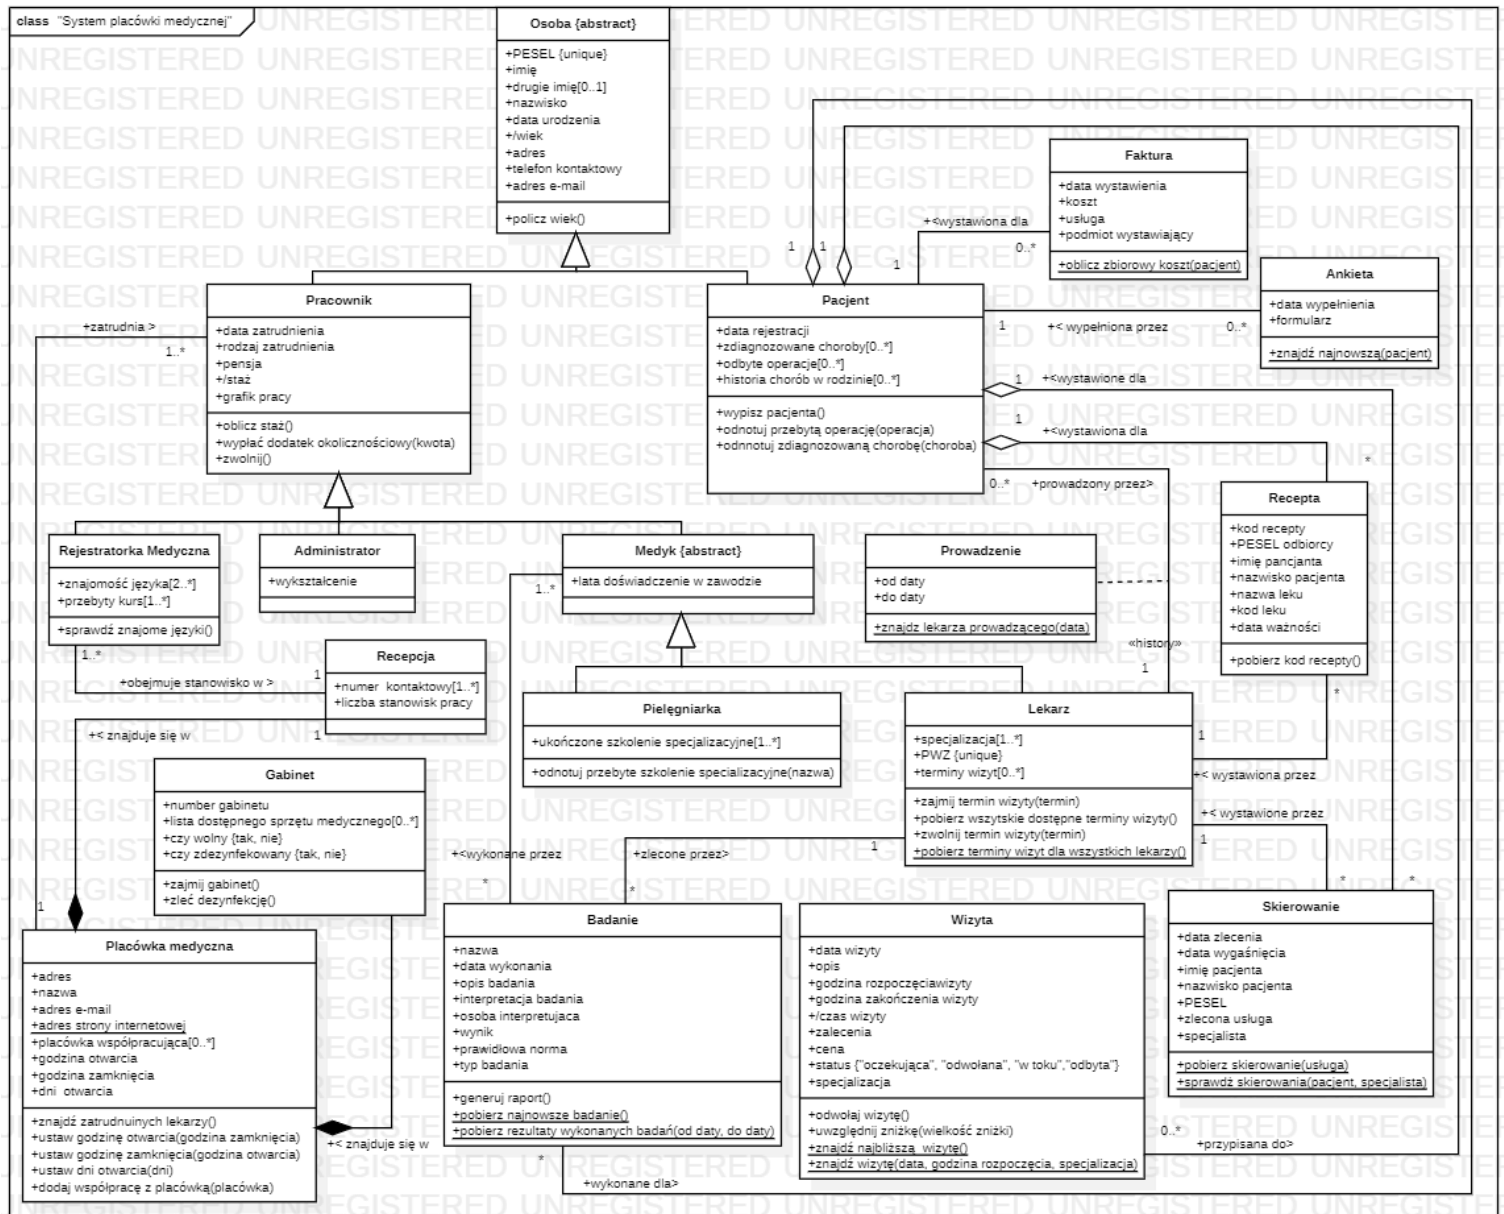 class "System placówki medycznej"
Osoba {abstract}
+PESEL {unique}
+imię
+drugie imię[0..1]
+nazwisko
+data urodzenia
+/wiek
+adres
+telefon kontaktowy
+adres e-mail
+policz wiek()
Faktura
+data wystawienia
+koszt
+usługa
+podmiot wystawiający
+oblicz zbiorowy koszt(pacjent)
+<wystawiona dla
0..*
1
1
1
Ankieta
+data wypełnienia
+formularz
+znajdź najnowszą(pacjent)
1
+< wypełniona przez
0..*
Pracownik
+data zatrudnienia
+rodzaj zatrudnienia
+pensja
+/staż
+grafik pracy
+oblicz staż()
+wypłać dodatek okolicznościowy(kwota)
+zwolnij()
+zatrudnia >
1..*
Pacjent
+data rejestracji
+zdiagnozowane choroby[0..*]
+odbyte operacje[0..*]
+historia chorób w rodzinie[0..*]
+wypisz pacjenta()
+odnotuj przebytą operację(operacja)
+odnnotuj zdiagnozowaną chorobę(choroba)
1
+<wystawione dla
1
+<wystawiona dla
*
0..*
+prowadzony przez>
Recepta
+kod recepty
+PESEL odbiorcy
+imię pancjanta
+nazwisko pacjenta
+nazwa leku
+kod leku
+data ważności
+pobierz kod recepty()
*
Rejestratorka Medyczna
+znajomość języka[2..*]
+przebyty kurs[1..*]
+sprawdź znajome języki()
1..*
Administrator
+wykształcenie
Medyk {abstract}
+lata doświadczenie w zawodzie
1..*
Prowadzenie
+od daty
+do daty
+znajdz lekarza prowadzącego(data)
«history»
1
+obejmuje stanowisko w >
1
Recepcja
+numer  kontaktowy[1..*]
+liczba stanowisk pracy
+< znajduje się w
1
Pielęgniarka
+ukończone szkolenie specjalizacyjne[1..*]
+odnotuj przebyte szkolenie specializacyjne(nazwa)
Lekarz
+specjalizacja[1..*]
+PWZ {unique}
+terminy wizyt[0..*]
+zajmij termin wizyty(termin)
+pobierz wszytskie dostępne terminy wizyty()
+zwolnij termin wizyty(termin)
+pobierz terminy wizyt dla wszystkich lekarzy()
1
+< wystawiona przez
+< wystawione przez
1
*
*
Gabinet
+number gabinetu
+lista dostępnego sprzętu medycznego[0..*]
+czy wolny {tak, nie}
+czy zdezynfekowany {tak, nie}
+zajmij gabinet()
+zleć dezynfekcję()
+<wykonane przez
*
+zlecone przez>
1
*
1
Placówka medyczna
+adres
+nazwa
+adres e-mail
+adres strony internetowej
+placówka współpracująca[0..*]
+godzina otwarcia
+godzina zamknięcia
+dni  otwarcia
+znajdź zatrudnuinych lekarzy()
+ustaw godzinę otwarcia(godzina zamknięcia)
+ustaw godzinę zamknięcia(godzina otwarcia)
+ustaw dni otwarcia(dni)
+dodaj współpracę z placówką(placówka)
+< znajduje się w
Badanie
+nazwa
+data wykonania
+opis badania
+interpretacja badania
+osoba interpretujaca
+wynik
+prawidłowa norma
+typ badania
+generuj raport()
+pobierz najnowsze badanie()
+pobierz rezultaty wykonanych badań(od daty, do daty)
*
+wykonane dla>
Wizyta
+data wizyty
+opis
+godzina rozpoczęciawizyty
+godzina zakończenia wizyty
+/czas wizyty
+zalecenia
+cena
+status {"oczekująca", "odwołana", "w toku","odbyta"}
+specjalizacja
+odwołaj wizytę()
+uwzględnij zniżkę(wielkość zniżki)
+znajdź najbliższą  wizytę()
+znajdź wizytę(data, godzina rozpoczęcia, specjalizacja)
0..*
+przypisana do>
Skierowanie
+data zlecenia
+data wygaśnięcia
+imię pacjenta
+nazwisko pacjenta
+PESEL
+zlecona usługa
+specjalista
+pobierz skierowanie(usługa)
+sprawdź skierowania(pacjent, specjalista)
UNREGISTERED